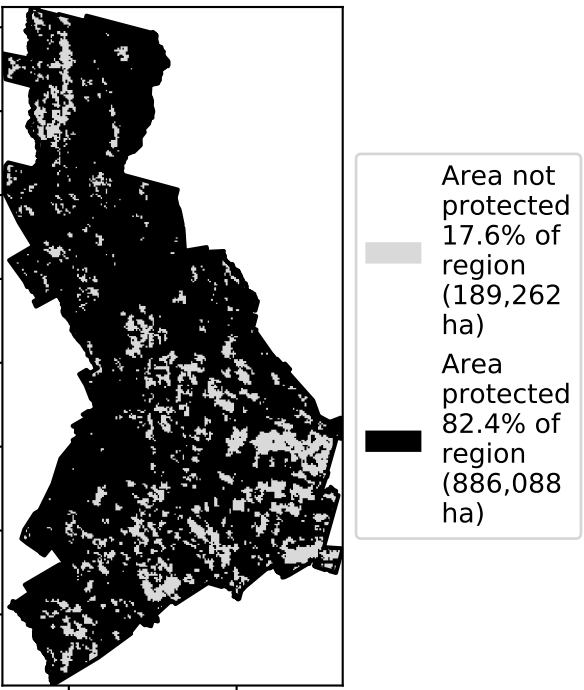 Area not
protected
17.6% of
region
(189,262
ha)
Area
protected
82.4% of
region
(886,088
ha)